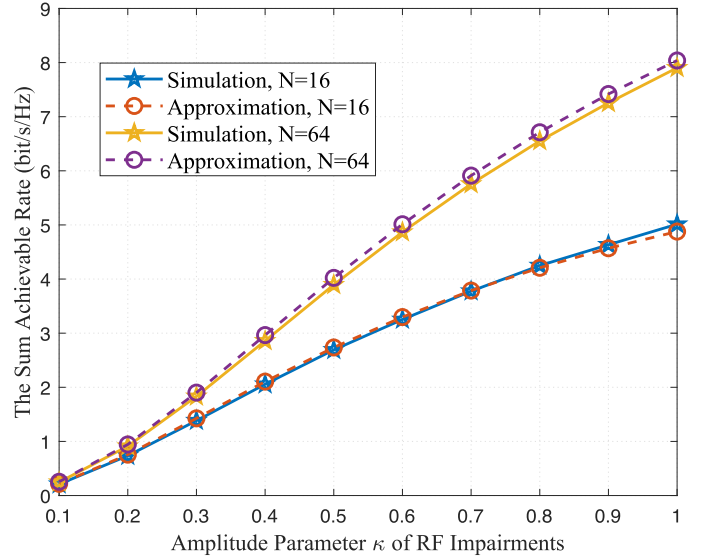 9
8
7
6
5
4
3
2
1
0
The Sum Achievable Rate (bit/s/Hz)
Simulation, N=16
Approximation, N=16
Simulation, N=64
Approximation, N=64
0.1 0.2 0.3 0.4 0.5 0.6 0.7 0.8 0.9 1
Amplitude Parameter κ of RF Impairments